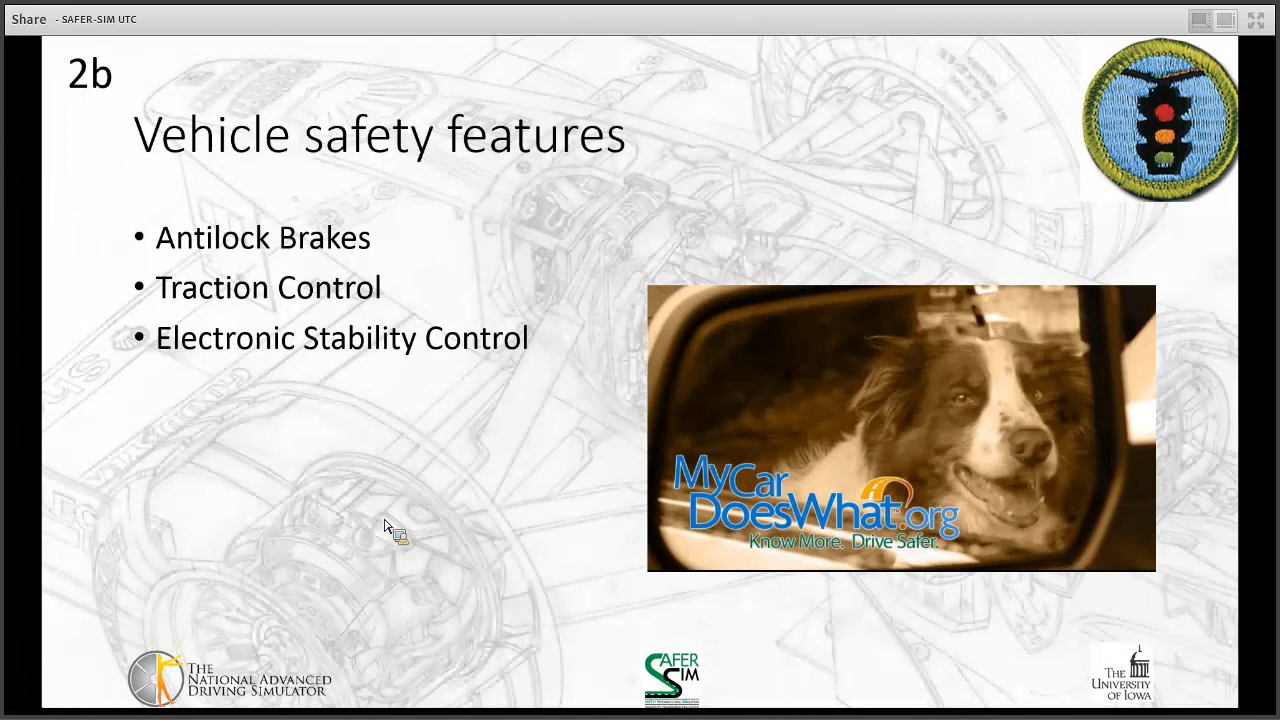 Share - SAFER-SIM UTC
2b
Vehicle safety features
• Antilock Brakes
• Traction Control
• Electronic Stability Control
MyCar
DoesWhat.org
Know More. Drive Safer.
THE
NATIONAL ADVANCED
DRIVING SIMULATOR
SAFER
SIM
THE
UNIVERSITY
OF IOWA